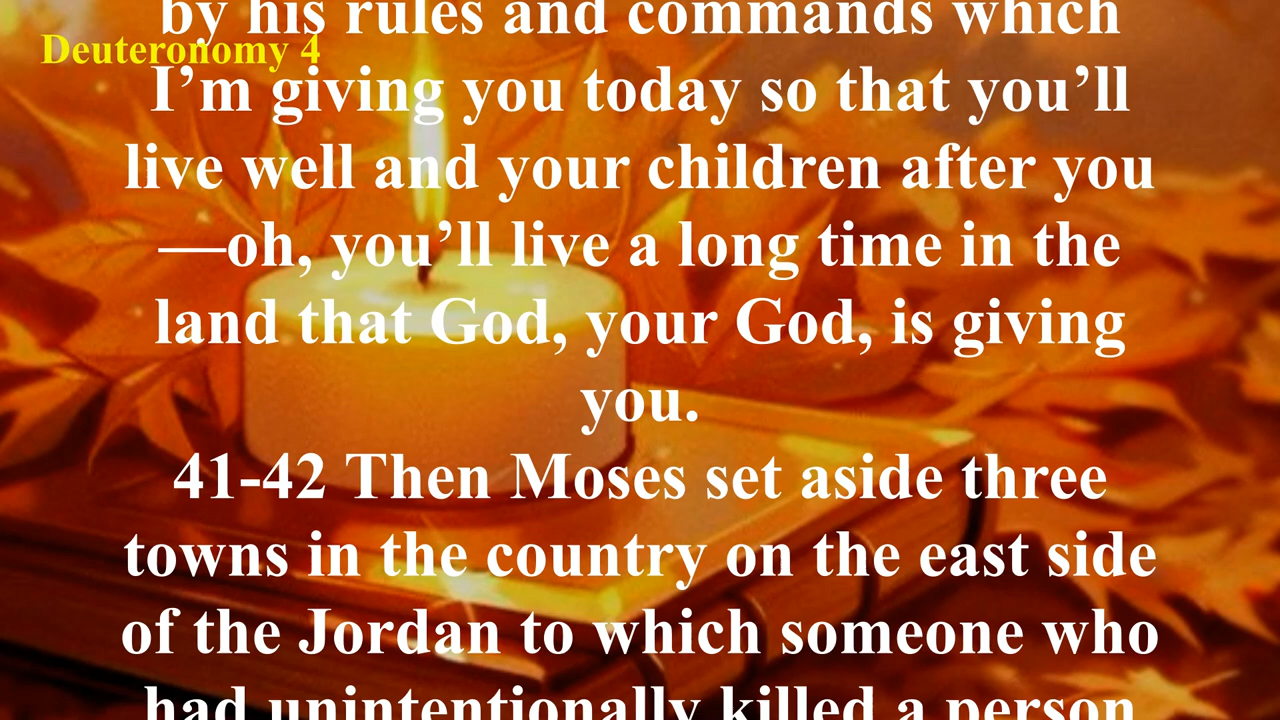 by his rules and commands which
Deuteronomy 4
I’m giving you today so that you’ll
live well and your children after you
—oh, you’ll live a long time in the
land that God, your God, is giving
you.
41-42 Then Moses set aside three
towns in the country on the east side
of the Jordan to which someone who
had unintentionally killed a person